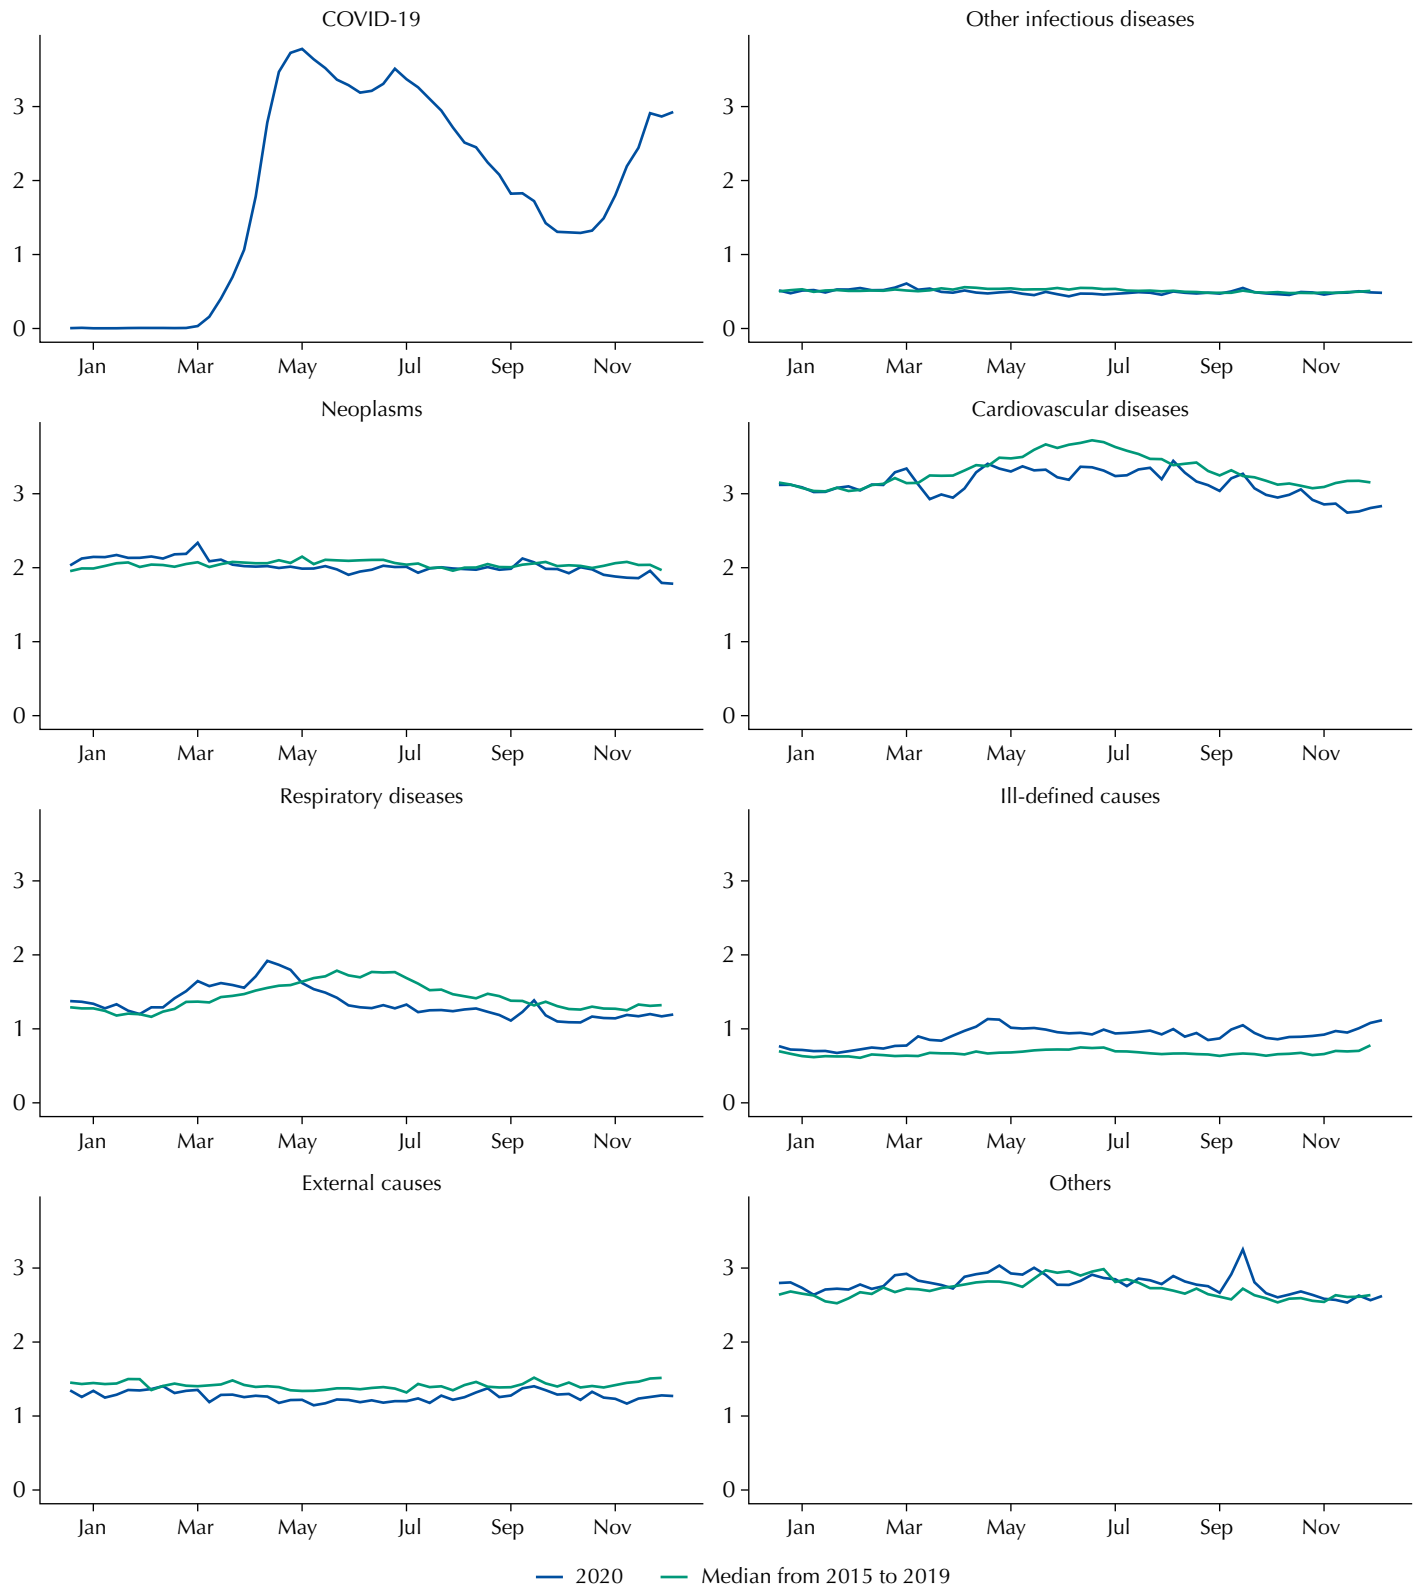 COVID-19
3
2
1
0
Jan Mar May Jul Sep Nov
Other infectious diseases
3
2
1
0
Jan Mar May Jul Sep Nov
Neoplasms
3
2
1
0
Jan Mar May Jul Sep Nov
Cardiovascular diseases
3
2
1
0
Jan Mar May Jul Sep Nov
Respiratory diseases
3
2
1
0
Jan Mar May Jul Sep Nov
Ill-defined causes
3
2
1
0
Jan Mar May Jul Sep Nov
External causes
3
2
1
0
Jan Mar May Jul Sep Nov
Others
3
2
1
0
Jan Mar May Jul Sep Nov
2020 Median from 2015 to 2019